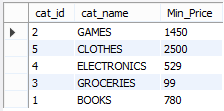 cat_id cat_name Min_Price
2 GAMES 1450
5 CLOTHES 2500
4 ELECTRONICS 529
3 GROCERIES 99
1 BOOKS 780